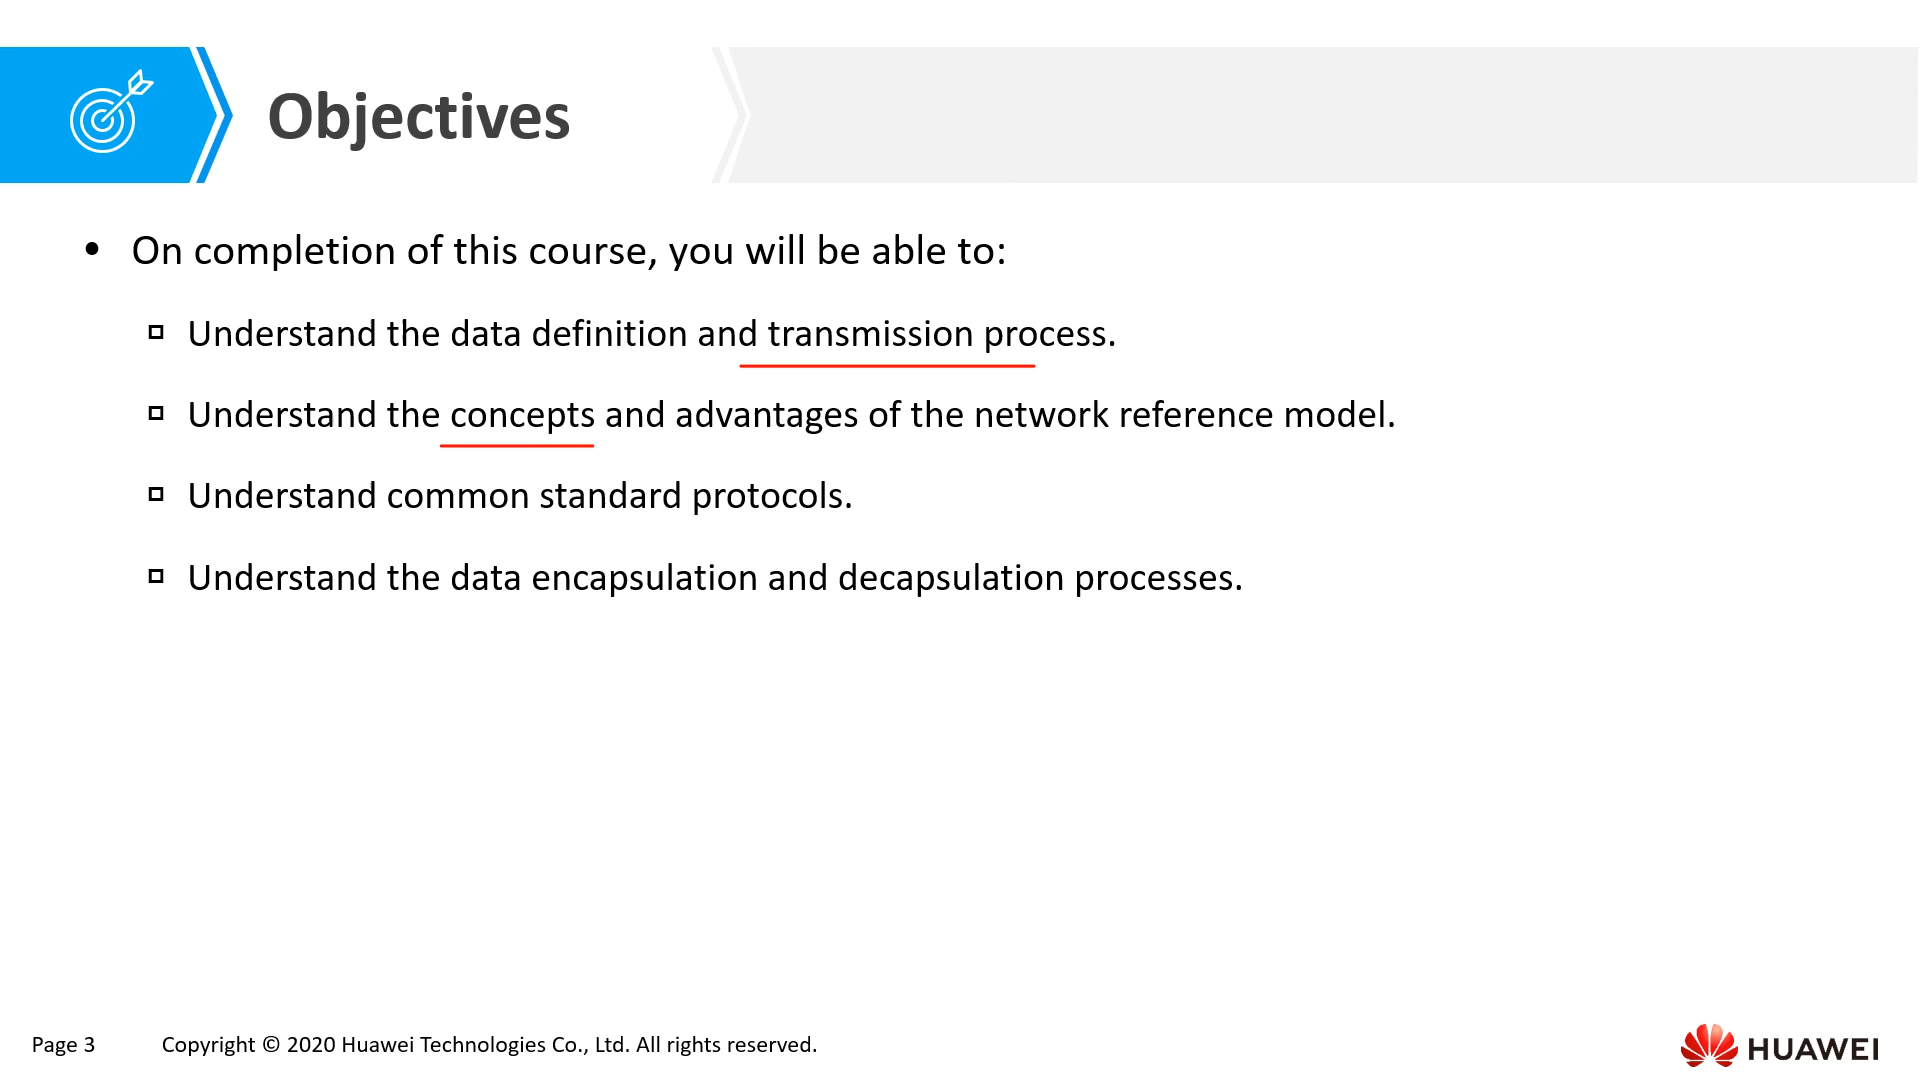 Objectives
• On completion of this course, you will be able to:
Understand the data definition and transmission process.
Understand the concepts and advantages of the network reference model.
Understand common standard protocols.
Understand the data encapsulation and decapsulation processes.
Page 3 Copyright © 2020 Huawei Technologies Co., Ltd. All rights reserved.
HUAWEI